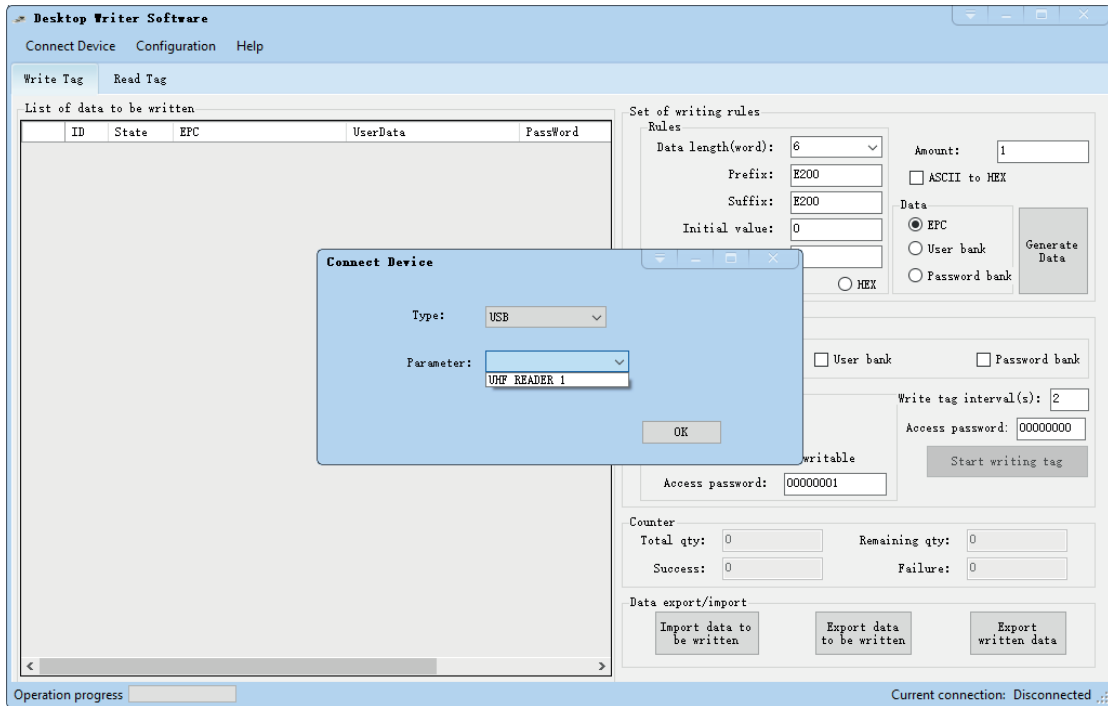 Desktop Writer Software
Connect Device Configuration Help
Write Tag Read Tag
List of data to be written
ID State EPC UserData PassWord
Set of writing rules
Rules
Data length(word): 6
Prefix: E200
Suffix: E200
Initial value: 0
HEX
Amount: 1
ASCII to HEX
Data
EPC
User bank
Password bank
Generate
Data
Connect Device
Type: USB
Parameter:
UHF READER 1
OK
User bank Password bank
Write tag interval(s): 2
Access password: 00000000
writable
Start writing tag
Access password: 00000001
Counter
Total qty: 0 Remaining qty: 0
Success: 0 Failure: 0
Data export/import
Import data to
be written
Export data
to be written
Export
written data
Operation progress
Current connection: Disconnected